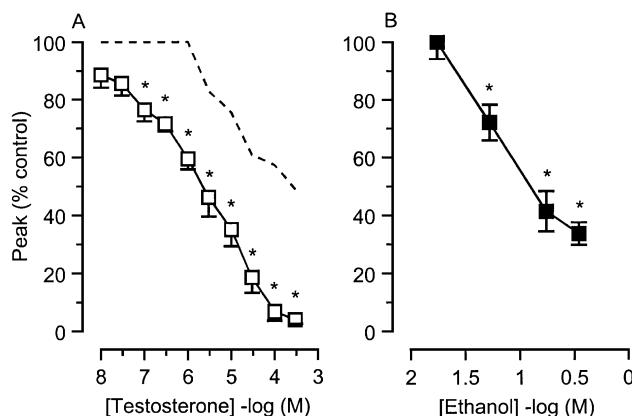 A
B
Peak (% control)
100
80
60
40
20
0
* * * * * * * * *
8 7 6 5 4 3
[Testosterone] -log (M)
100
80
60
40
20
0
* * *
2 1.5 1 0.5 0
[Ethanol] -log (M)